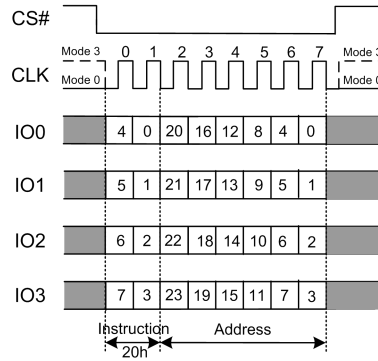 CS#
Mode 3 0 1 2 3 4 5 6 7 Mode 3
CLK
Mode 0 Mode 0
IO0 4 0 20 16 12 8 4 0
IO1 5 1 21 17 13 9 5 1
IO2 6 2 22 18 14 10 6 2
IO3 7 3 23 19 15 11 7 3
Instruction Address
20h